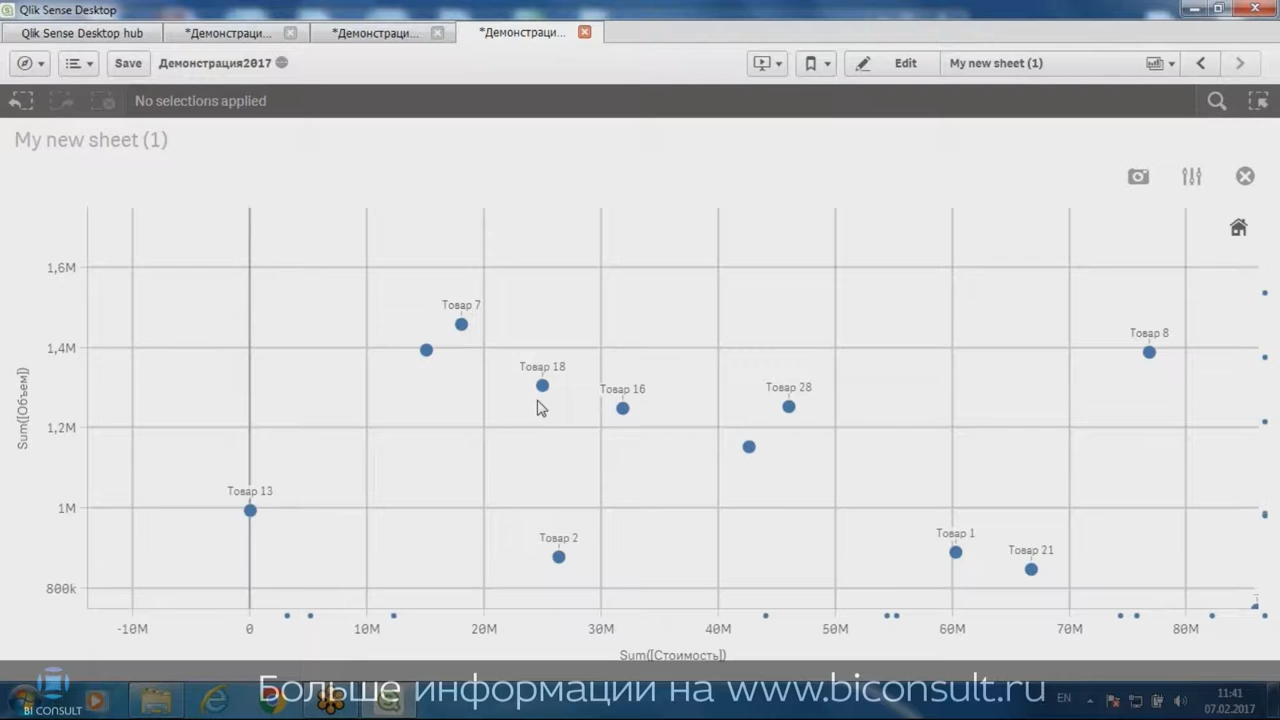 Qlik Sense Desktop
Qlik Sense Desktop hub
*Демонстраци...
*Демонстраци...
*Демонстраци...
Save
Демонстрация2017
Edit
My new sheet (1)
No selections applied
My new sheet (1)
1,6M
1,4M
1,2M
1M
800k
Sum([Объем])
Товар 7
Товар 8
Товар 18
Товар 16
Товар 28
Товар 13
Товар 2
Товар 1
Товар 21
-10M 0 10M 20M 30M 40M 50M 60M 70M 80M
Sum([Стоимость])
Больше информации на www.biconsult.ru
BI CONSULT
EN
11:41
07.02.2017